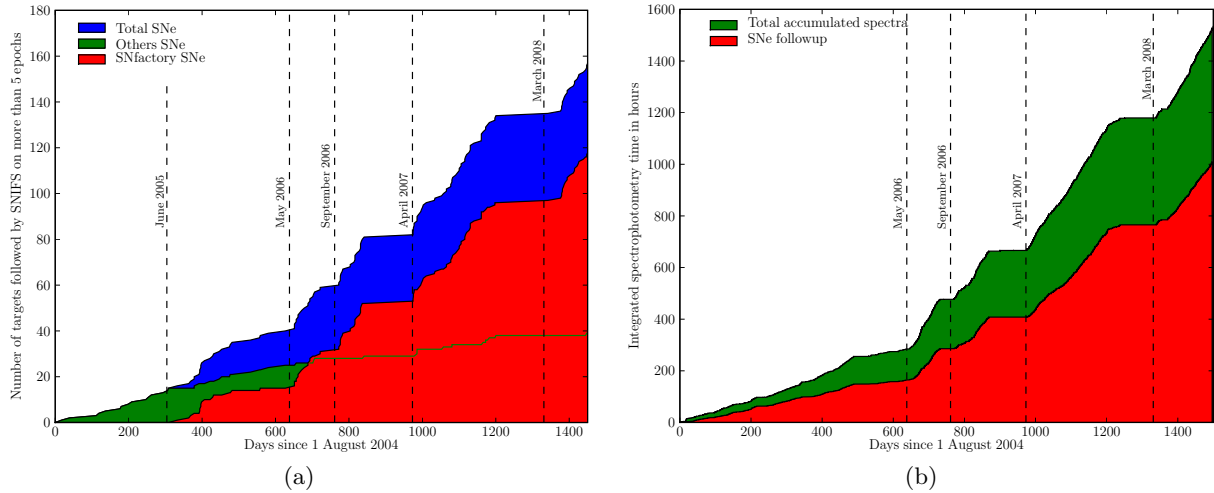 Number of targets followed by SNIFS on more than 5 epochs
180
160
140
120
100
80
60
40
20
0
Total SNe
Others SNe
SNfactory SNe
June 2005
May 2006
September 2006
April 2007
March 2008
0 200 400 600 800 1000 1200 1400
Days since 1 August 2004
(a)
Integrated spectrophotometry time in hours
1600
1400
1200
1000
800
600
400
200
0
Total accumulated spectra
SNe followup
May 2006
September 2006
April 2007
March 2008
0 200 400 600 800 1000 1200 1400
Days since 1 August 2004
(b)